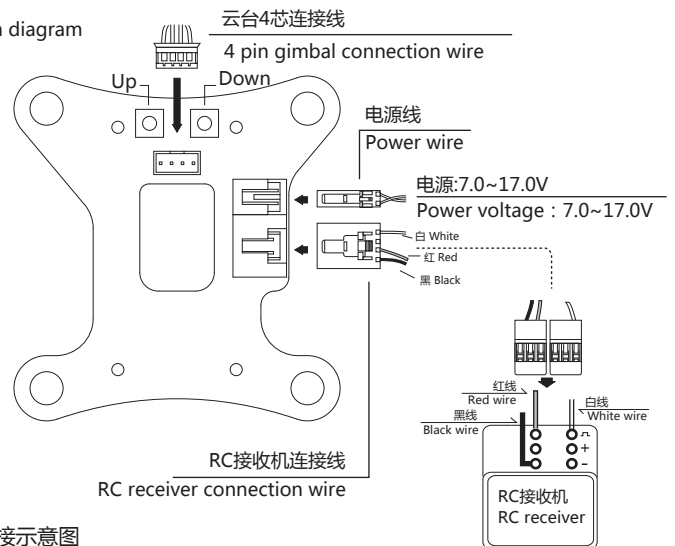 diagram
云台4芯连接线
4 pin gimbal connection wire
Up
Down
电源线
Power wire
电源:7.0~17.0V
Power voltage：7.0~17.0V
白 White
红 Red
黑 Black
红线
Red wire
黑线
Black wire
白线
White wire
+
-
RC接收机连接线
RC receiver connection wire
RC接收机
RC receiver
接示意图